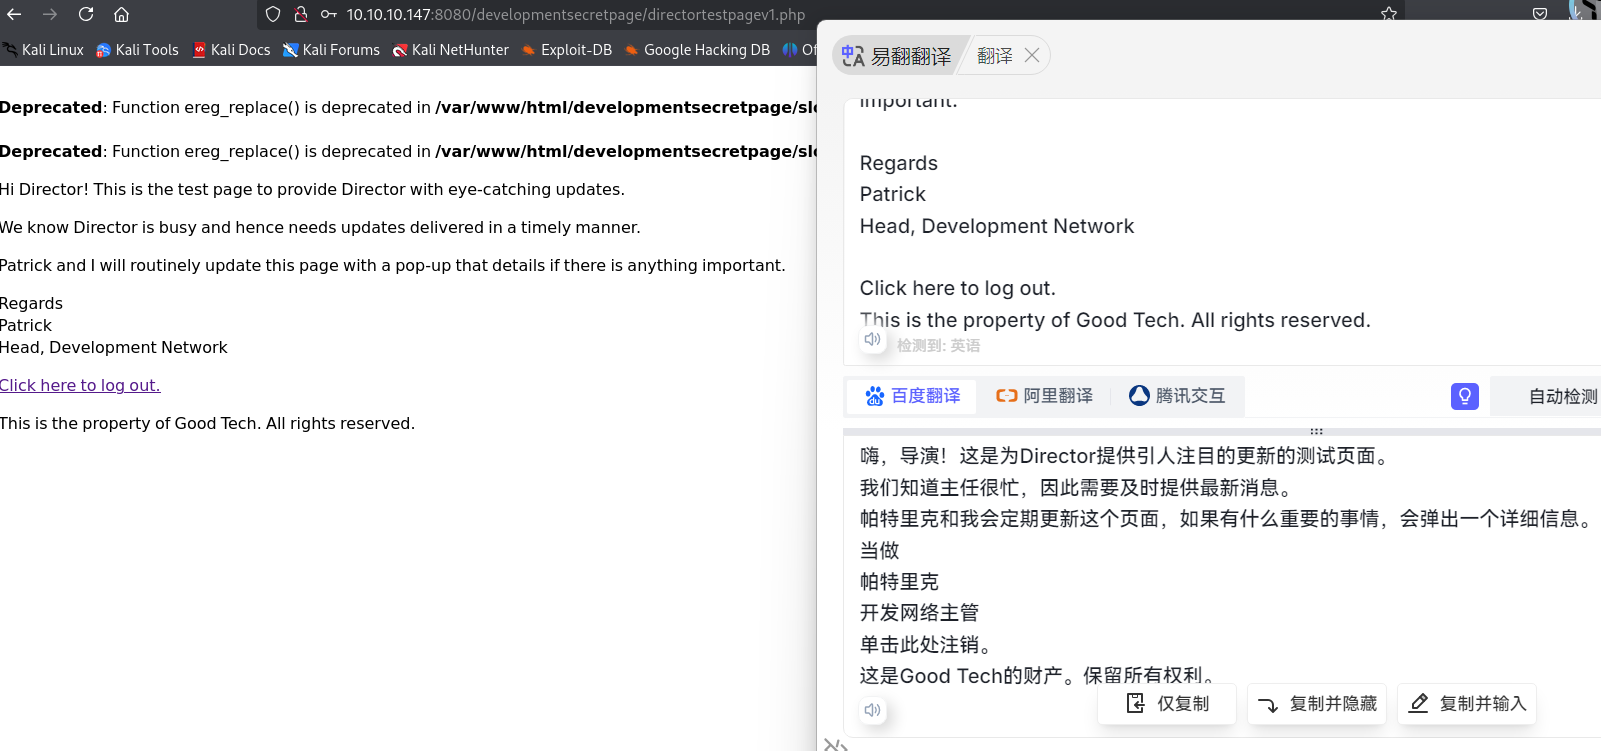 10.10.10.147:8080/developmentsecretpage/directortestpagev1.php
Kali Linux Kali Tools Kali Docs Kali Forums Kali NetHunter Exploit-DB Google Hacking DB
Deprecated: Function ereg_replace() is deprecated in /var/www/html/developmentsecretpage/slo
Deprecated: Function ereg_replace() is deprecated in /var/www/html/developmentsecretpage/slo
Hi Director! This is the test page to provide Director with eye-catching updates.
We know Director is busy and hence needs updates delivered in a timely manner.
Patrick and I will routinely update this page with a pop-up that details if there is anything important.
Regards
Patrick
Head, Development Network
Click here to log out.
This is the property of Good Tech. All rights reserved.
易翻翻译 翻译
important.
Regards
Patrick
Head, Development Network
Click here to log out.
This is the property of Good Tech. All rights reserved.
检测到: 英语
百度翻译 阿里翻译 腾讯交互 自动检测
嗨，导演！这是为Director提供引人注目的更新的测试页面。
我们知道主任很忙，因此需要及时提供最新消息。
帕特里克和我会定期更新这个页面，如果有什么重要的事情，会弹出一个详细信息。
当做
帕特里克
开发网络主管
单击此处注销。
这是Good Tech的财产。保留所有权利。
仅复制 复制并隐藏 复制并输入